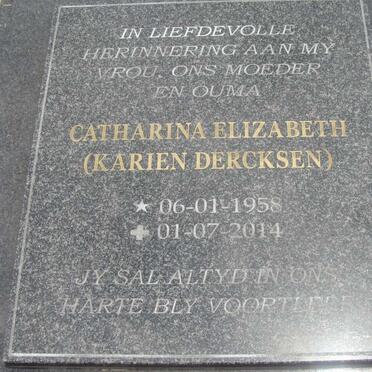 IN LIEFDEVOLLE
HERINNERING AAN MY
VROU, ONS MOEDER
EN OUMA
CATHARINA ELIZABETH
(KARIEN DERCKSEN)
★ 06-01-1958
✚ 01-07-2014
JY SAL ALTYD IN ONS
HARTE BLY VOORTLEEF